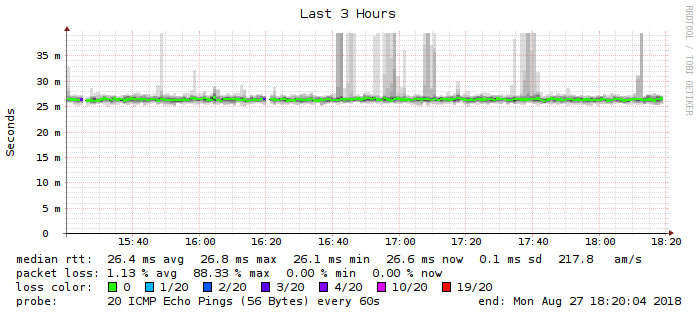 Last 3 Hours
RRDTOOL / TOBI OETIKER
Seconds
35 m
30 m
25 m
20 m
15 m
10 m
5 m
0
15:40 16:00 16:20 16:40 17:00 17:20 17:40 18:00 18:20
median rtt: 26.4 ms avg 26.8 ms max 26.1 ms min 26.6 ms now 0.1 ms sd 217.8 am/s
packet loss: 1.13 % avg 88.33 % max 0.00 % min 0.00 % now
loss color: 0 1/20 2/20 3/20 4/20 10/20 19/20
probe: 20 ICMP Echo Pings (56 Bytes) every 60s end: Mon Aug 27 18:20:04 2018